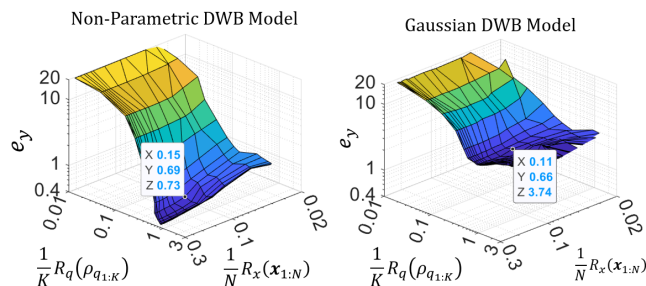 Non-Parametric DWB Model
20
10
e_y
1
0.4
0.01
0.1
1
3
0.3
0.1
0.02
X 0.15
Y 0.69
Z 0.73
1/K R_q(ρ_{q_{1:K}})
1/N R_x(𝒙_{1:N})
Gaussian DWB Model
20
10
e_y
1
0.4
0.01
0.1
1
3
0.3
0.1
0.02
X 0.11
Y 0.66
Z 3.74
1/K R_q(ρ_{q_{1:K}})
1/N R_x(𝒙_{1:N})